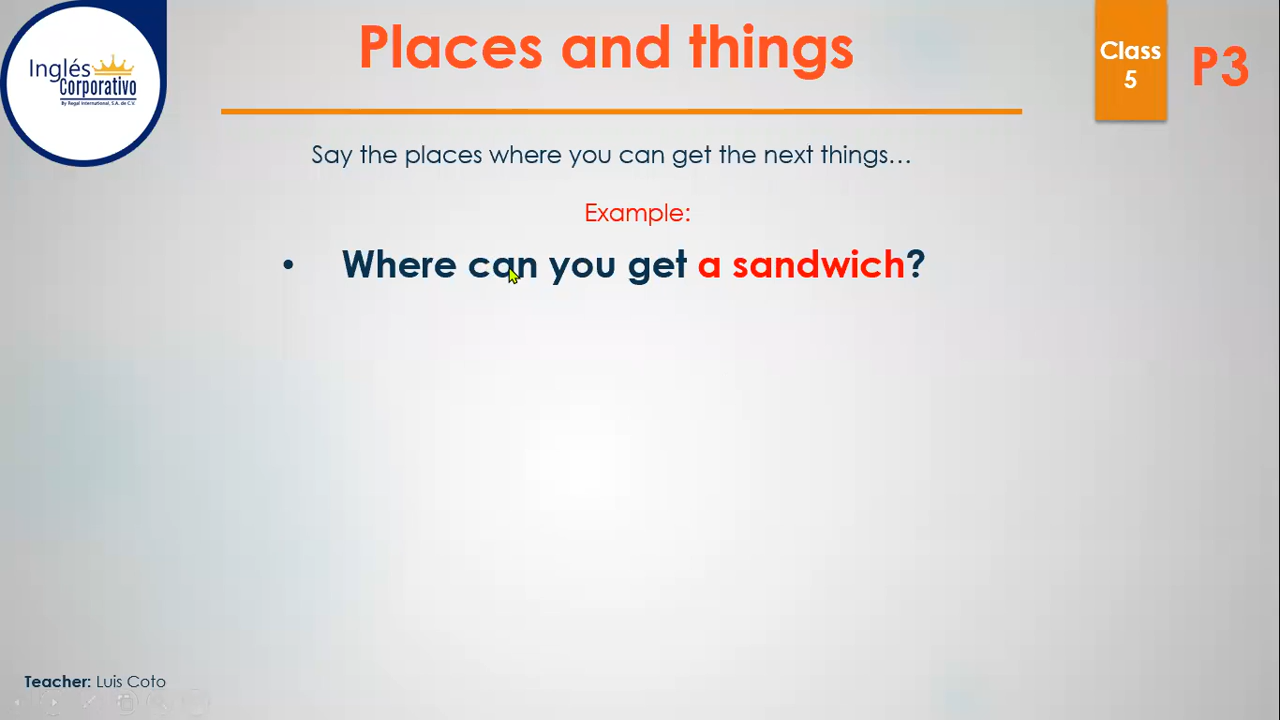 Inglés
Corporativo
By Regal International, S.A. de C.V.
Places and things
Class
5
P3
Say the places where you can get the next things...
Example:
• Where can you get a sandwich?
Teacher: Luis Coto